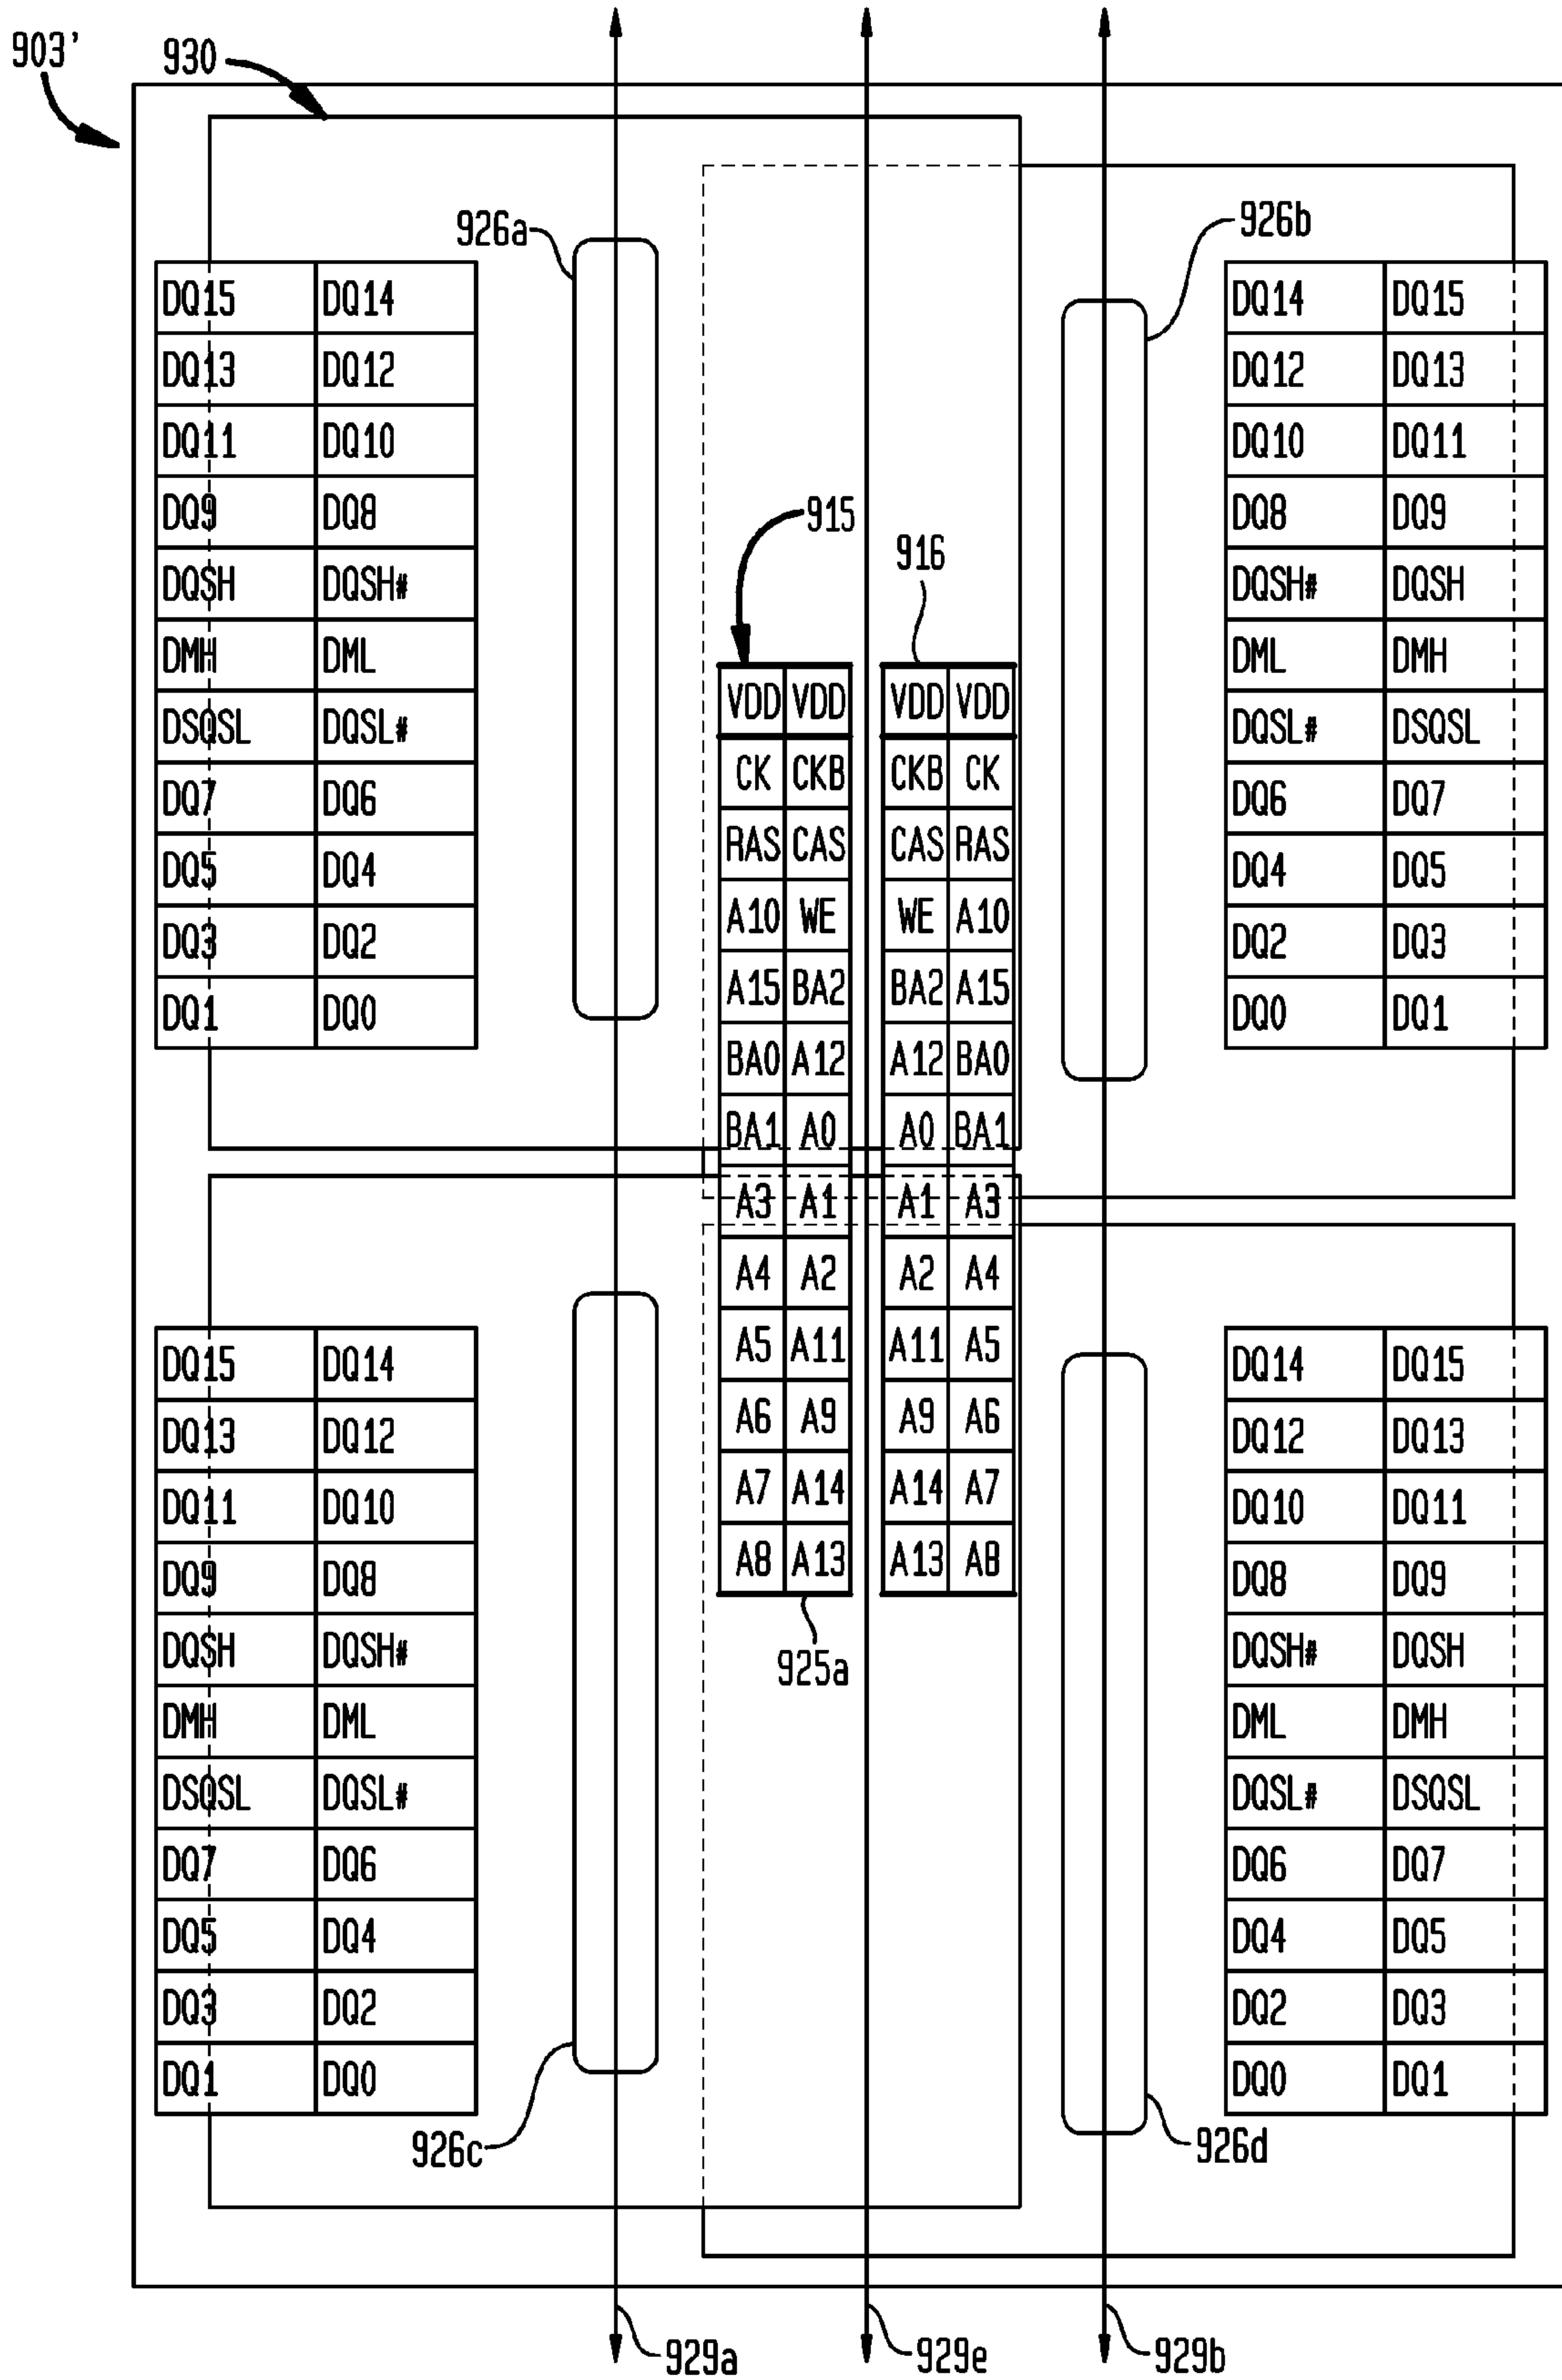 903'
930
926a
926b
DQ15 DQ14 DQ14 DQ15
DQ13 DQ12 DQ12 DQ13
DQ11 DQ10 DQ10 DQ11
DQ9 DQ8 DQ8 DQ9
915
916
DQSH DQSH# DQSH# DQSH
DMH DML DML DMH
VDD VDD VDD VDD
DSQSL DQSL# DQSL# DSQSL
CK CKB CKB CK
DQ7 DQ6 DQ6 DQ7
RAS CAS CAS RAS
DQ5 DQ4 DQ4 DQ5
A10 WE WE A10
DQ3 DQ2 DQ2 DQ3
A15 BA2 BA2 A15
DQ1 DQ0 DQ0 DQ1
BA0 A12 A12 BA0
BA1 A0 A0 BA1
A3 A1 A1 A3
A4 A2 A2 A4
A5 A11 A11 A5
DQ15 DQ14 DQ14 DQ15
A6 A9 A9 A6
DQ13 DQ12 DQ12 DQ13
A7 A14 A14 A7
DQ11 DQ10 DQ10 DQ11
A8 A13 A13 A8
DQ9 DQ8 DQ8 DQ9
925a
DQSH DQSH# DQSH# DQSH
DMH DML DML DMH
DSQSL DQSL# DQSL# DSQSL
DQ7 DQ6 DQ6 DQ7
DQ5 DQ4 DQ4 DQ5
DQ3 DQ2 DQ2 DQ3
DQ1 DQ0 DQ0 DQ1
926c
926d
929a
929e
929b